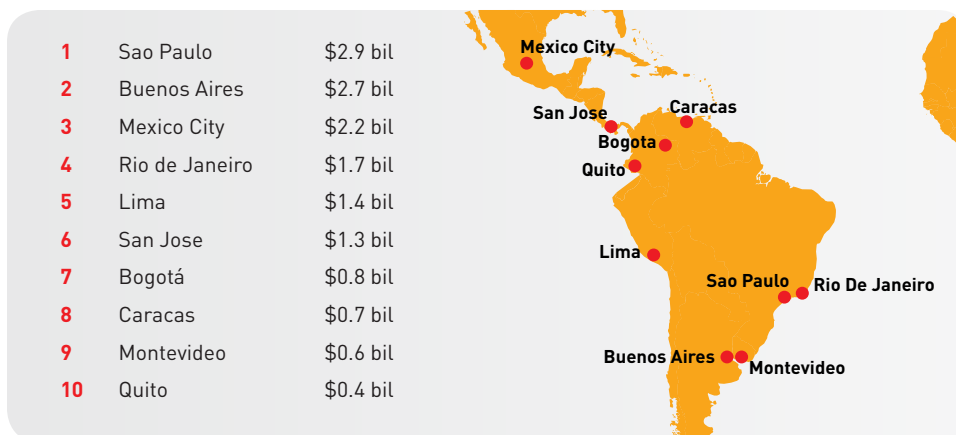 1 Sao Paulo $2.9 bil
2 Buenos Aires $2.7 bil
3 Mexico City $2.2 bil
4 Rio de Janeiro $1.7 bil
5 Lima $1.4 bil
6 San Jose $1.3 bil
7 Bogotá $0.8 bil
8 Caracas $0.7 bil
9 Montevideo $0.6 bil
10 Quito $0.4 bil
Mexico City
San Jose
Caracas
Bogota
Quito
Lima
Sao Paulo
Rio De Janeiro
Buenos Aires
Montevideo